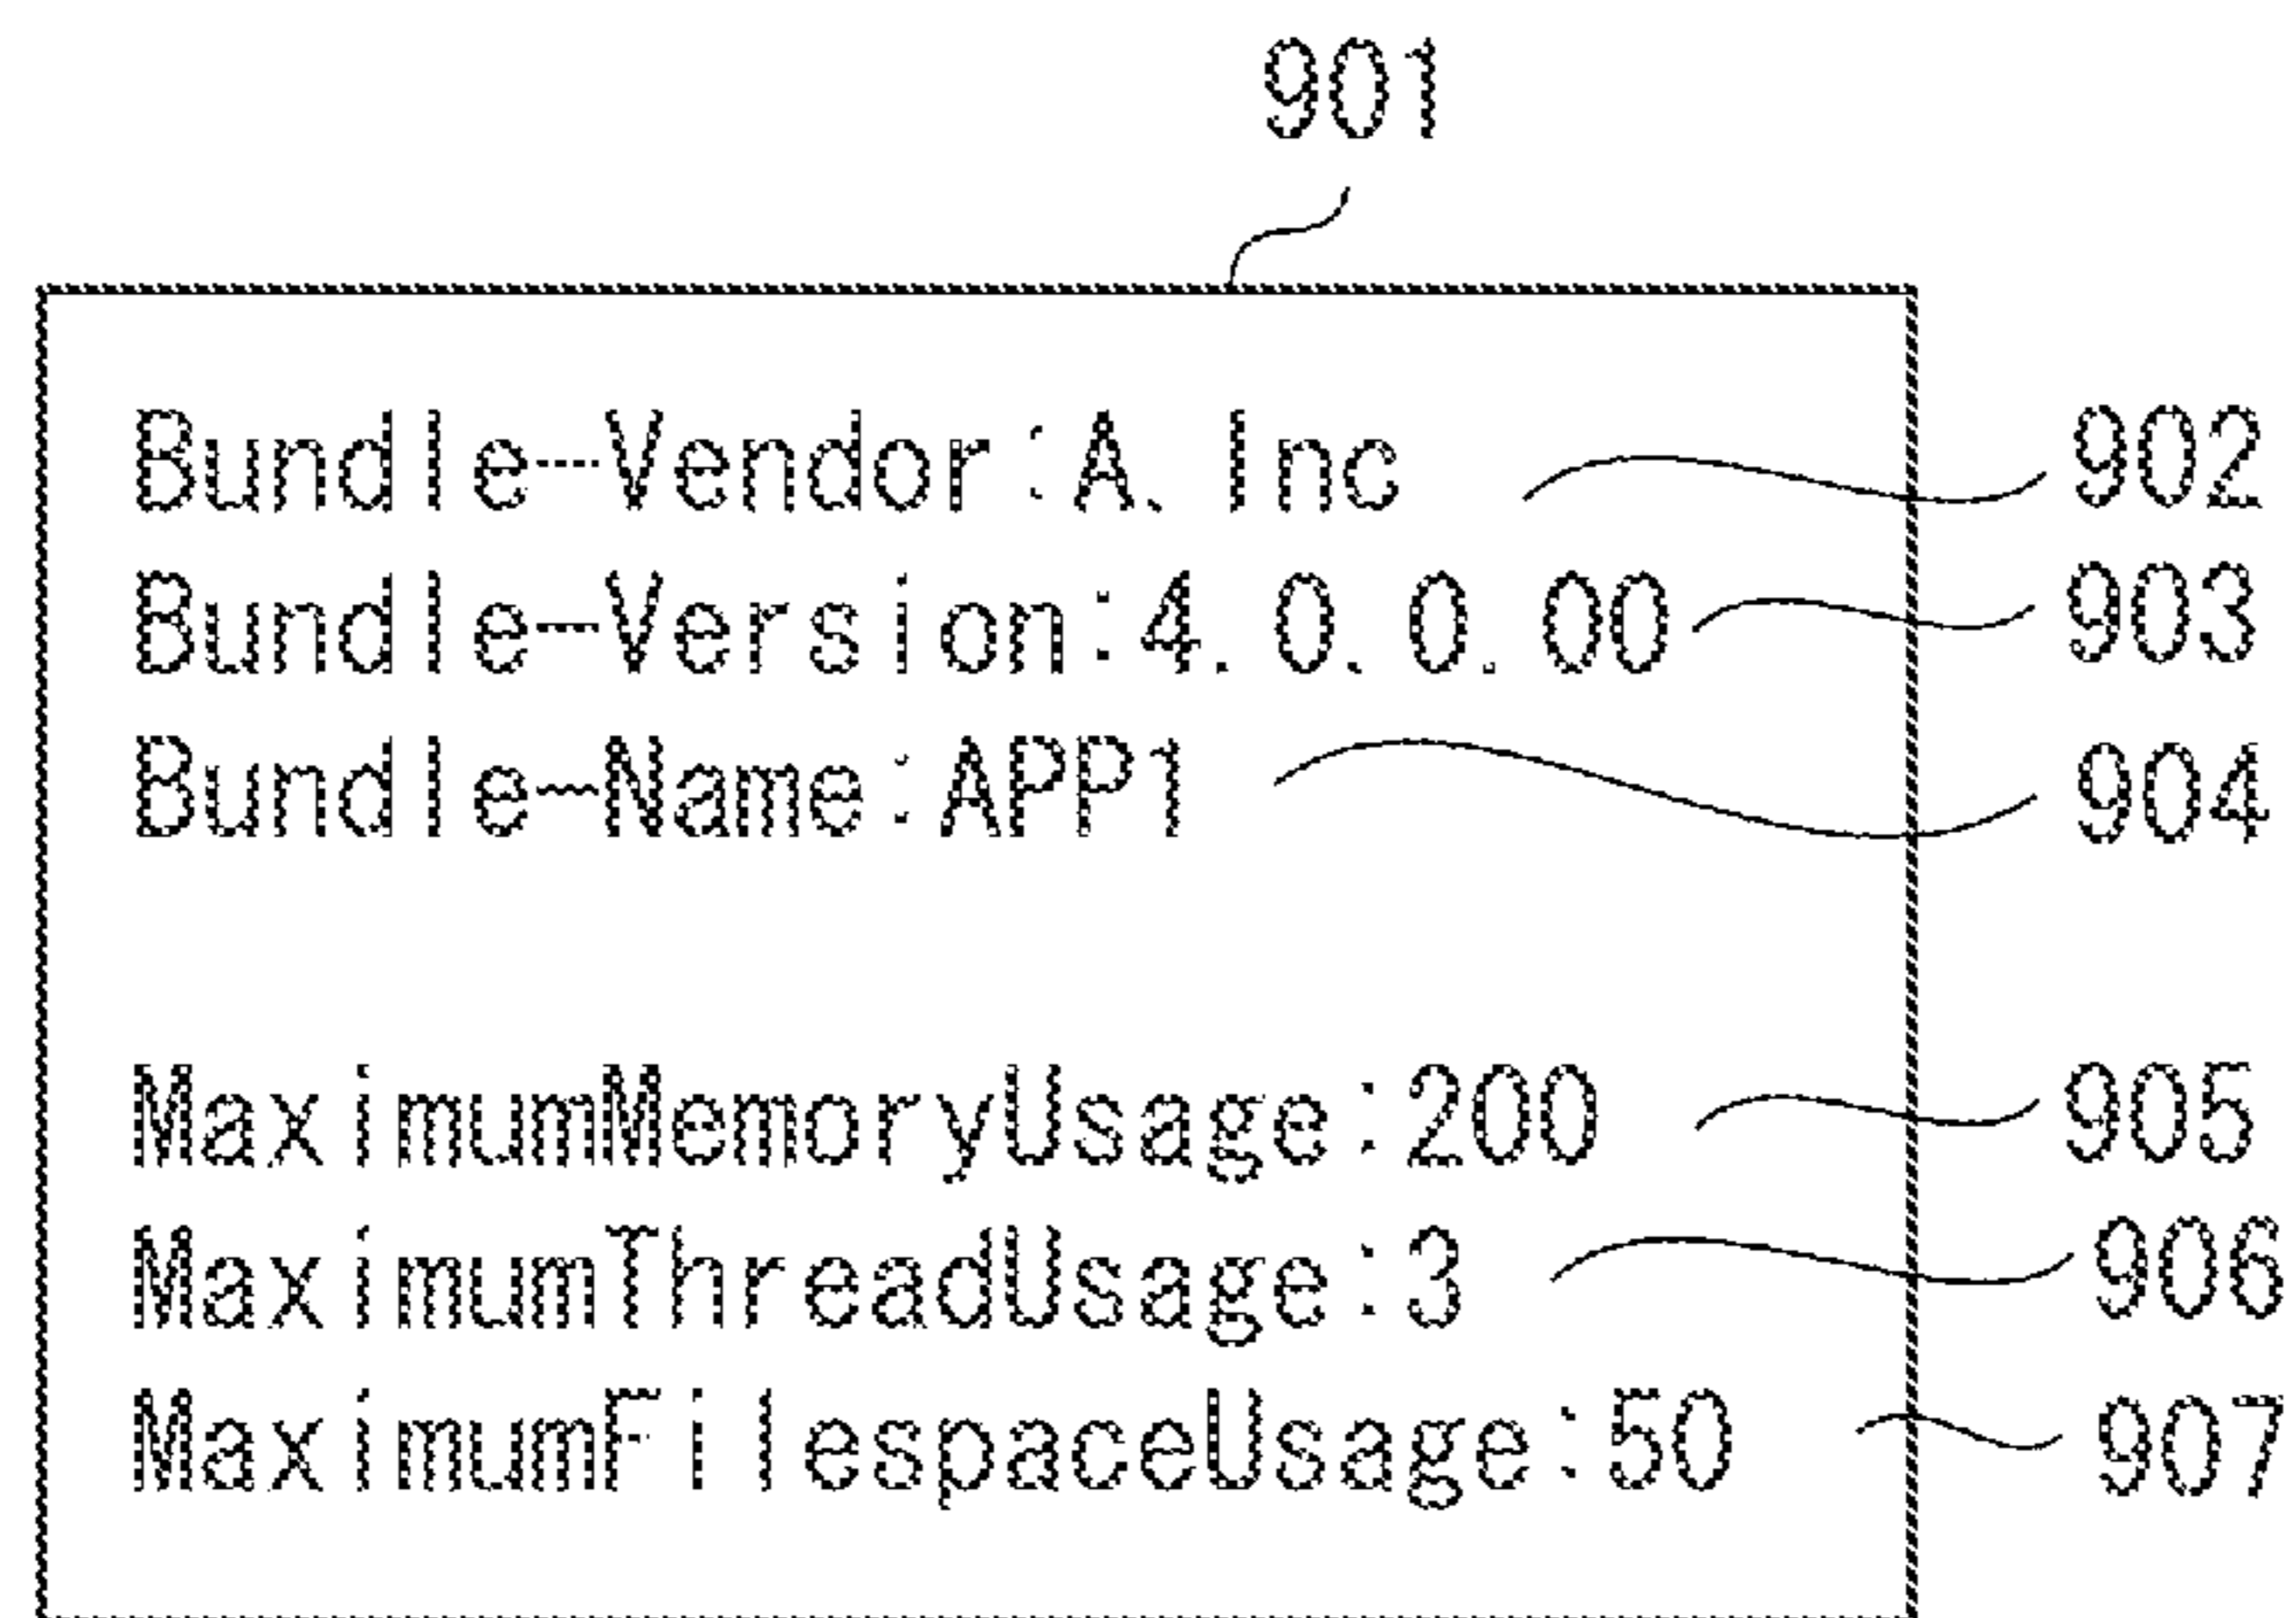 901
Bundle-Vendor:A. Inc 902
Bundle-Version:4.0.0.00 903
Bundle-Name:APP1 904
MaximumMemoryUsage:200 905
MaximumThreadUsage:3 906
MaximumFilespaceUsage:50 907